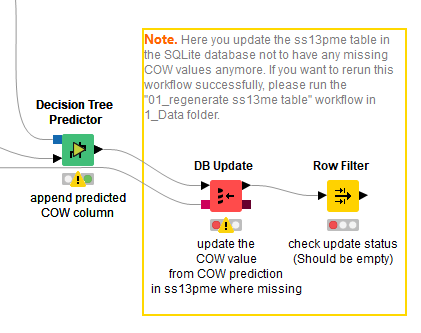 Note. Here you update the ss13pme table in
the SQLite database not to have any missing
COW values anymore. If you want to rerun this
workflow successfully, please run the
"01_regenerate ss13me table" workflow in
1_Data folder.
Decision Tree
Predictor
append predicted
COW column
DB Update
update the
COW value
from COW prediction
in ss13pme where missing
Row Filter
check update status
(Should be empty)